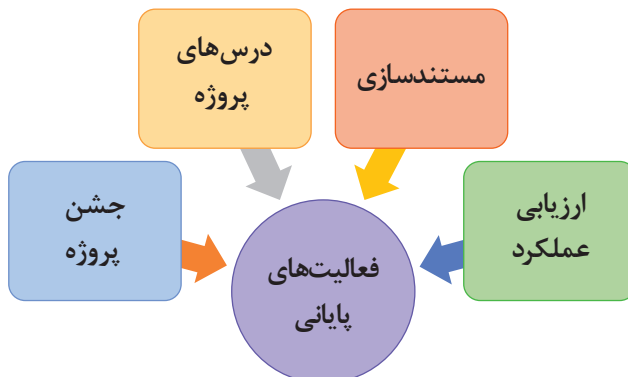 مستندسازی
درس‌های
پروژه
ارزیابی
عملکرد
جشن
پروژه
فعالیت‌های
پایانی